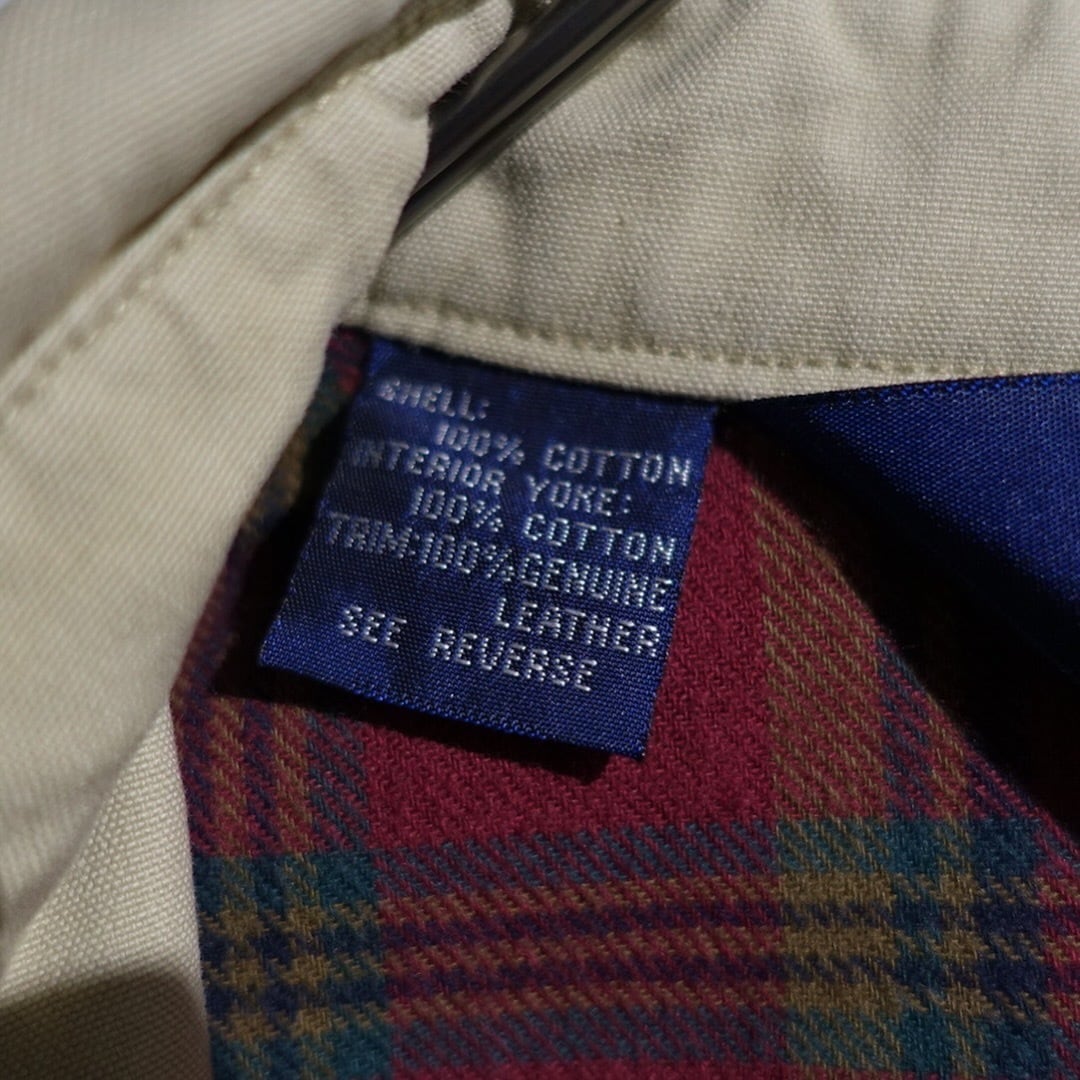 SHELL:
100% COTTON
INTERIOR YOKE:
100% COTTON
TRIM:100%GENUINE
LEATHER
SEE REVERSE